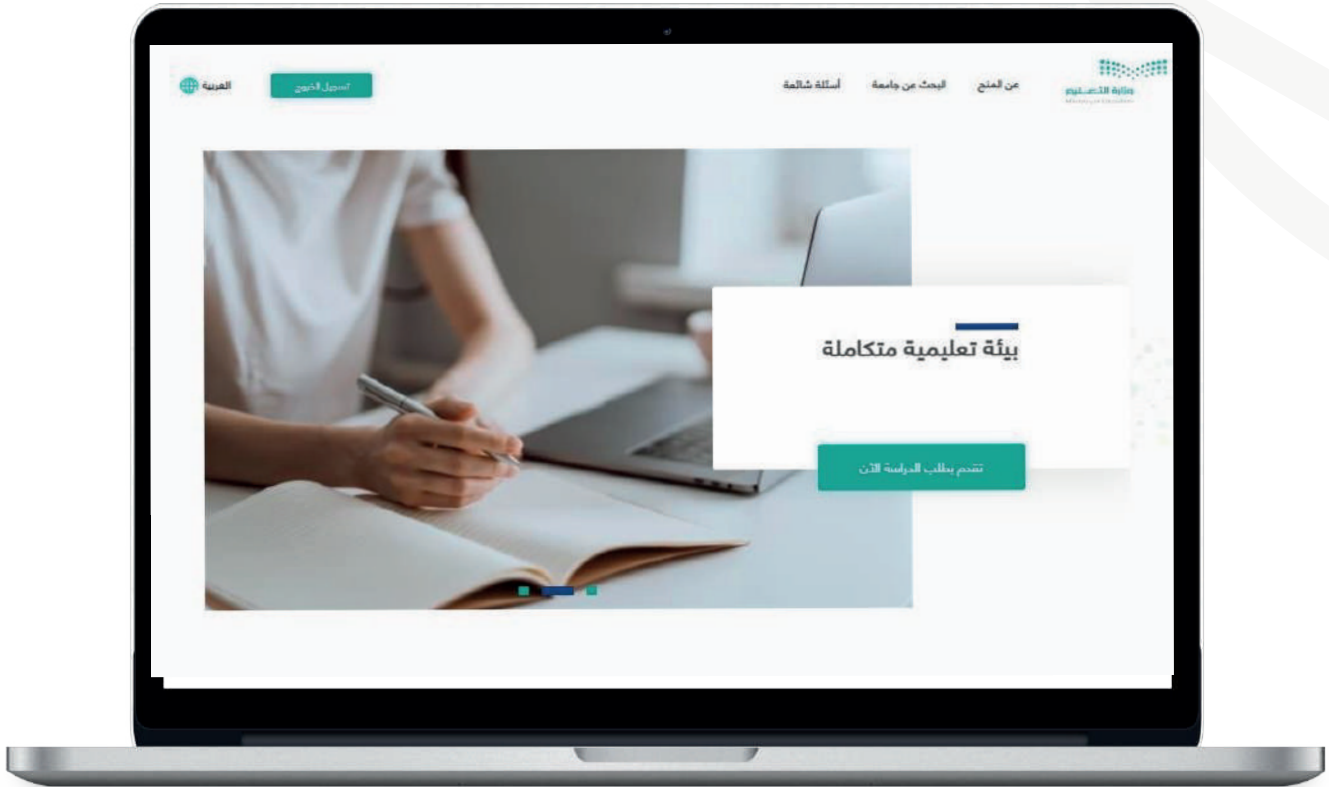 وزارة التعليم
عن المنح
البحث عن جامعة
أسئلة شائعة
تسجيل الخروج
العربية
بيئة تعليمية متكاملة
تقدم بطلب الدراسة الآن